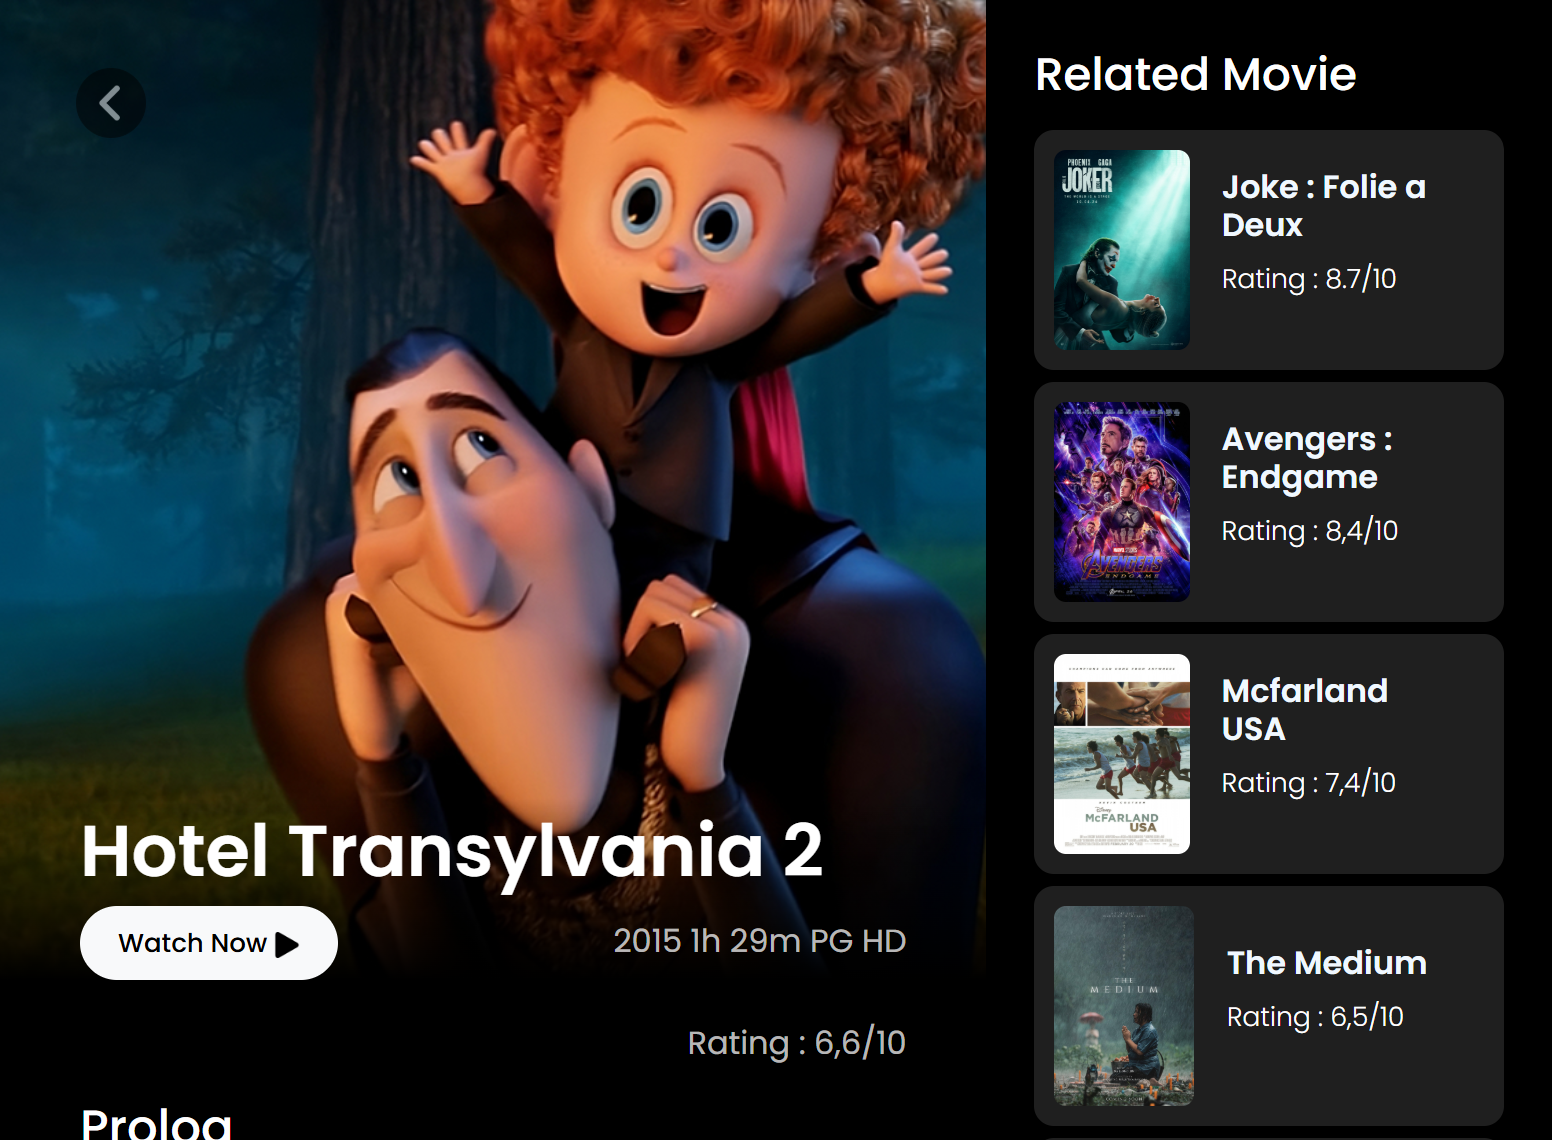 Hotel Transylvania 2
Watch Now
2015 1h 29m PG HD
Rating : 6,6/10
Prolog
Related Movie
PHOENIX GAGA
JOKER
Joke : Folie a
Deux
Rating : 8.7/10
AVENGERS
ENDGAME
Avengers :
Endgame
Rating : 8,4/10
Disney
McFARLAND
USA
Mcfarland
USA
Rating : 7,4/10
THE
MEDIUM
The Medium
Rating : 6,5/10